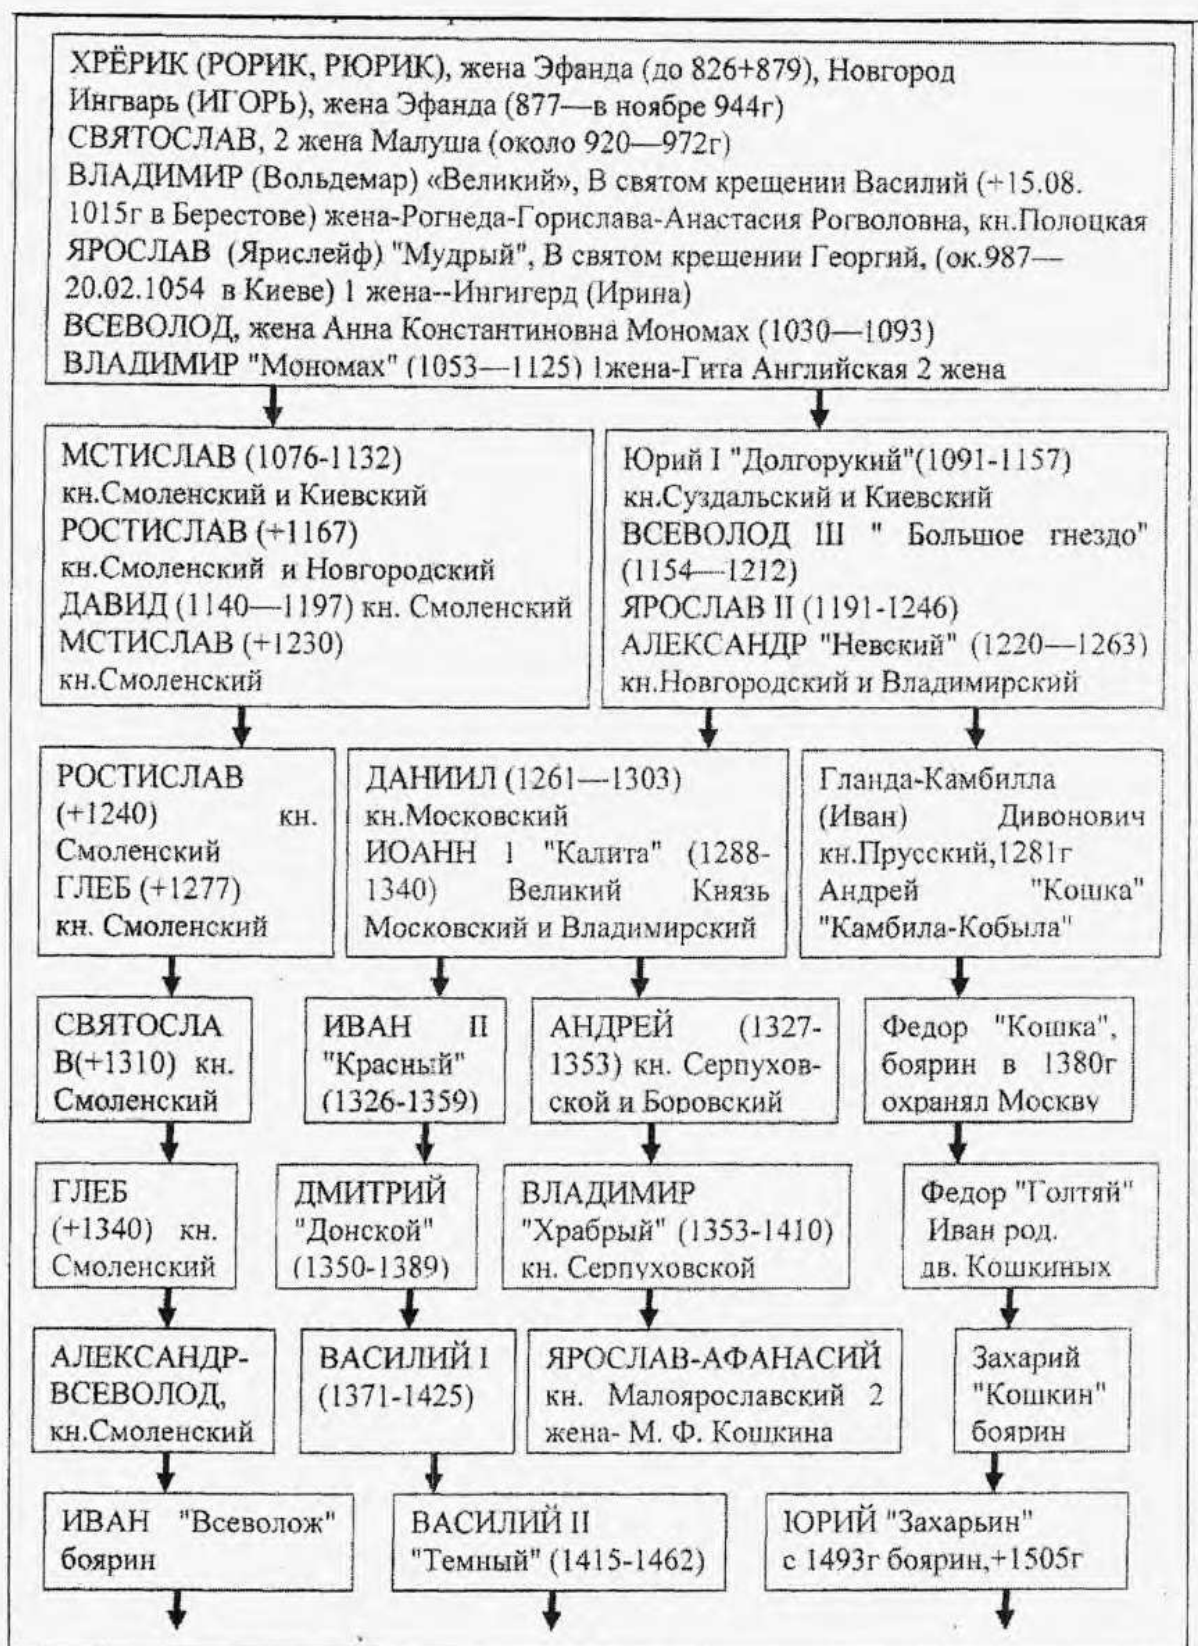 ХРЁРИК (РОРИК, РЮРИК), жена Эфанда (до 826+879), Новгород
Ингварь (ИГОРЬ), жена Эфанда (877—в ноябре 944г)
СВЯТОСЛАВ, 2 жена Малуша (около 920—972г)
ВЛАДИМИР (Вольдемар) «Великий», В святом крещении Василий (+15.08.
1015г в Берестове) жена-Рогнеда-Горислава-Анастасия Рогволовна, кн.Полоцкая
ЯРОСЛАВ (Ярислейф) "Мудрый", В святом крещении Георгий, (ок.987—
20.02.1054 в Киеве) 1 жена--Ингигерд (Ирина)
ВСЕВОЛОД, жена Анна Константиновна Мономах (1030—1093)
ВЛАДИМИР "Мономах" (1053—1125) 1жена-Гита Английская 2 жена
МСТИСЛАВ (1076-1132)
кн.Смоленский и Киевский
РОСТИСЛАВ (+1167)
кн.Смоленский и Новгородский
ДАВИД (1140—1197) кн. Смоленский
МСТИСЛАВ (+1230)
кн.Смоленский
Юрий I "Долгорукий"(1091-1157)
кн.Суздальский и Киевский
ВСЕВОЛОД III " Большое гнездо"
(1154—1212)
ЯРОСЛАВ II (1191-1246)
АЛЕКСАНДР "Невский" (1220—1263)
кн.Новгородский и Владимирский
РОСТИСЛАВ
(+1240) кн.
Смоленский
ГЛЕБ (+1277)
кн. Смоленский
ДАНИИЛ (1261—1303)
кн.Московский
ИОАНН 1 "Калита" (1288-
1340) Великий Князь
Московский и Владимирский
Гланда-Камбилла
(Иван) Дивонович
кн.Прусский,1281г
Андрей "Кошка"
"Камбила-Кобыла"
СВЯТОСЛА
В(+1310) кн.
Смоленский
ИВАН II
"Красный"
(1326-1359)
АНДРЕЙ (1327-
1353) кн. Серпухов-
ской и Боровский
Федор "Кошка",
боярин в 1380г
охранял Москву
ГЛЕБ
(+1340) кн.
Смоленский
ДМИТРИЙ
"Донской"
(1350-1389)
ВЛАДИМИР
"Храбрый" (1353-1410)
кн. Серпуховской
Федор "Голтяй"
Иван род.
дв. Кошкиных
АЛЕКСАНДР-
ВСЕВОЛОД,
кн.Смоленский
ВАСИЛИЙ 1
(1371-1425)
ЯРОСЛАВ-АФАНАСИЙ
кн. Малоярославский 2
жена- М. Ф. Кошкина
Захарий
"Кошкин"
боярин
ИВАН "Всеволож"
боярин
ВАСИЛИЙ II
"Темный" (1415-1462)
ЮРИЙ "Захарьин"
с 1493г боярин,+1505г